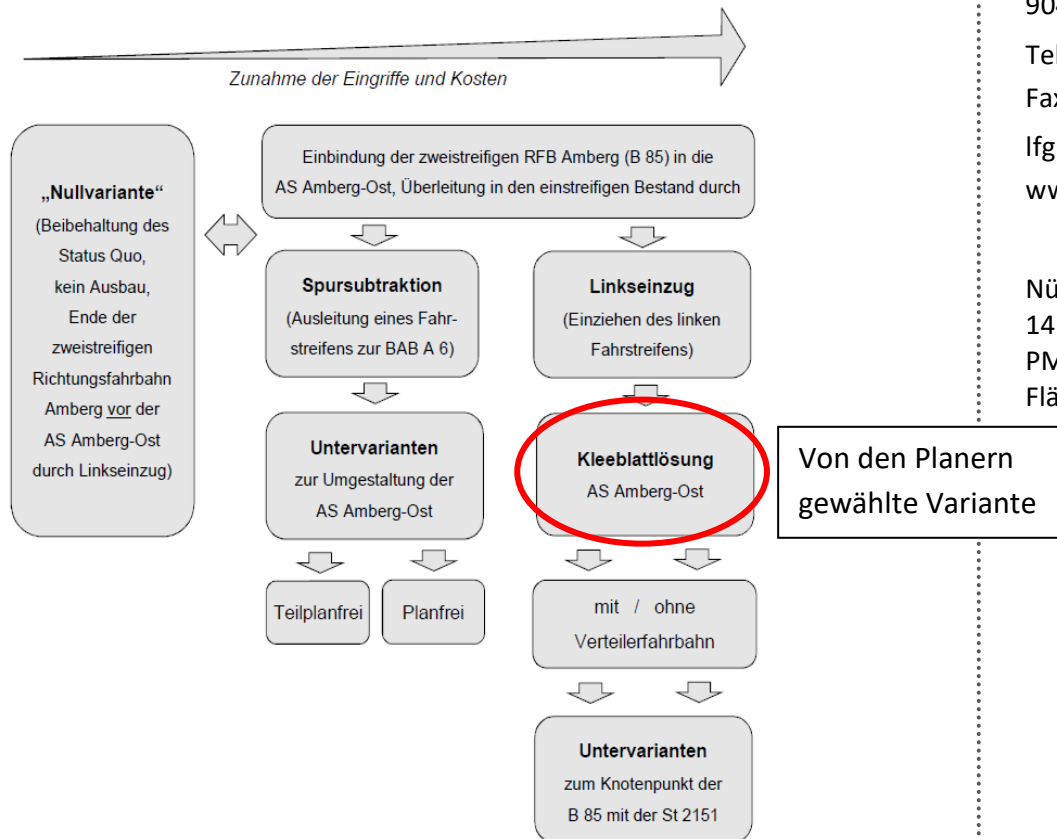 Zunahme der Eingriffe und Kosten
„Nullvariante“
(Beibehaltung des
Status Quo,
kein Ausbau,
Ende der
zweistreifigen
Richtungsfahrbahn
Amberg vor der
AS Amberg-Ost
durch Linkseinzug)
Einbindung der zweistreifigen RFB Amberg (B 85) in die
AS Amberg-Ost, Überleitung in den einstreifigen Bestand durch
Spursubtraktion
(Ausleitung eines Fahr-
streifens zur BAB A 6)
Linkseinzug
(Einziehen des linken
Fahrstreifens)
Untervarianten
zur Umgestaltung der
AS Amberg-Ost
Kleeblattlösung
AS Amberg-Ost
Von den Planern
gewählte Variante
Teilplanfrei
Planfrei
mit / ohne
Verteilerfahrbahn
Untervarianten
zum Knotenpunkt der
B 85 mit der St 2151
904
Tel
Fax
lfg
ww
Nü
14
PM
Flä